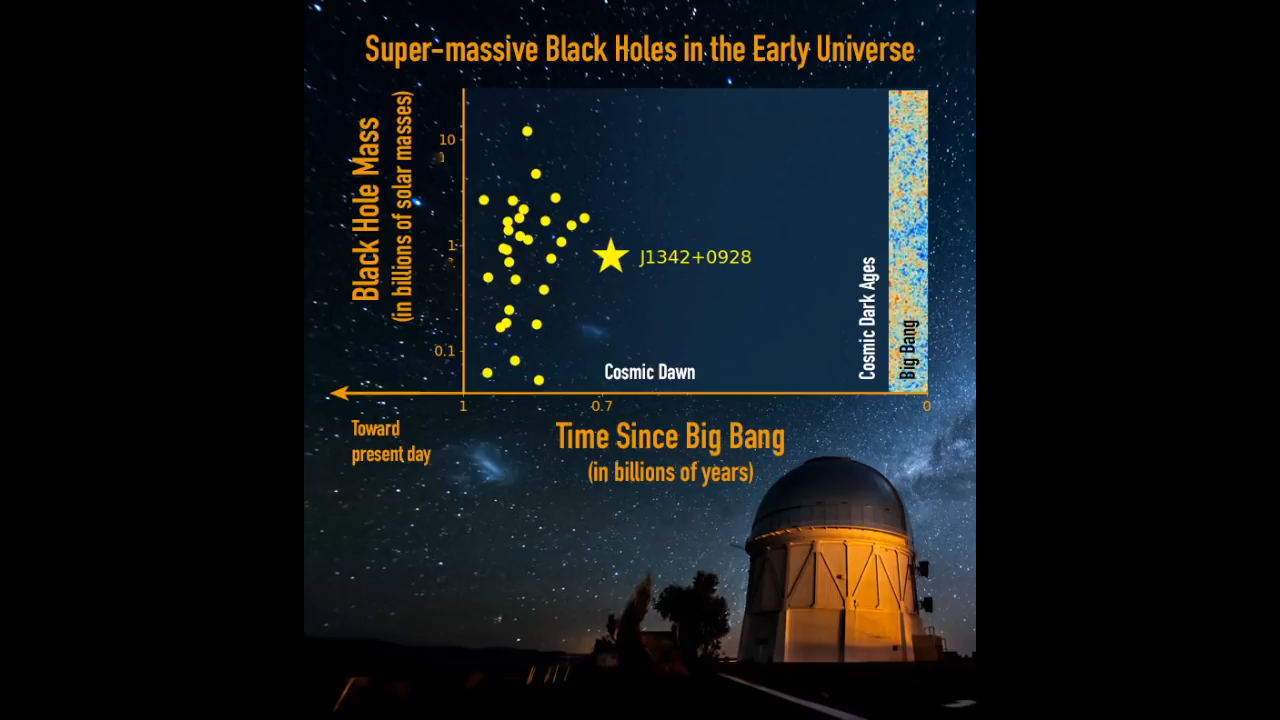 Super-massive Black Holes in the Early Universe
Black Hole Mass
(in billions of solar masses)
10
1
0.1
J1342+0928
Cosmic Dark Ages
Big Bang
Cosmic Dawn
1
0.7
0
Toward
present day
Time Since Big Bang
(in billions of years)